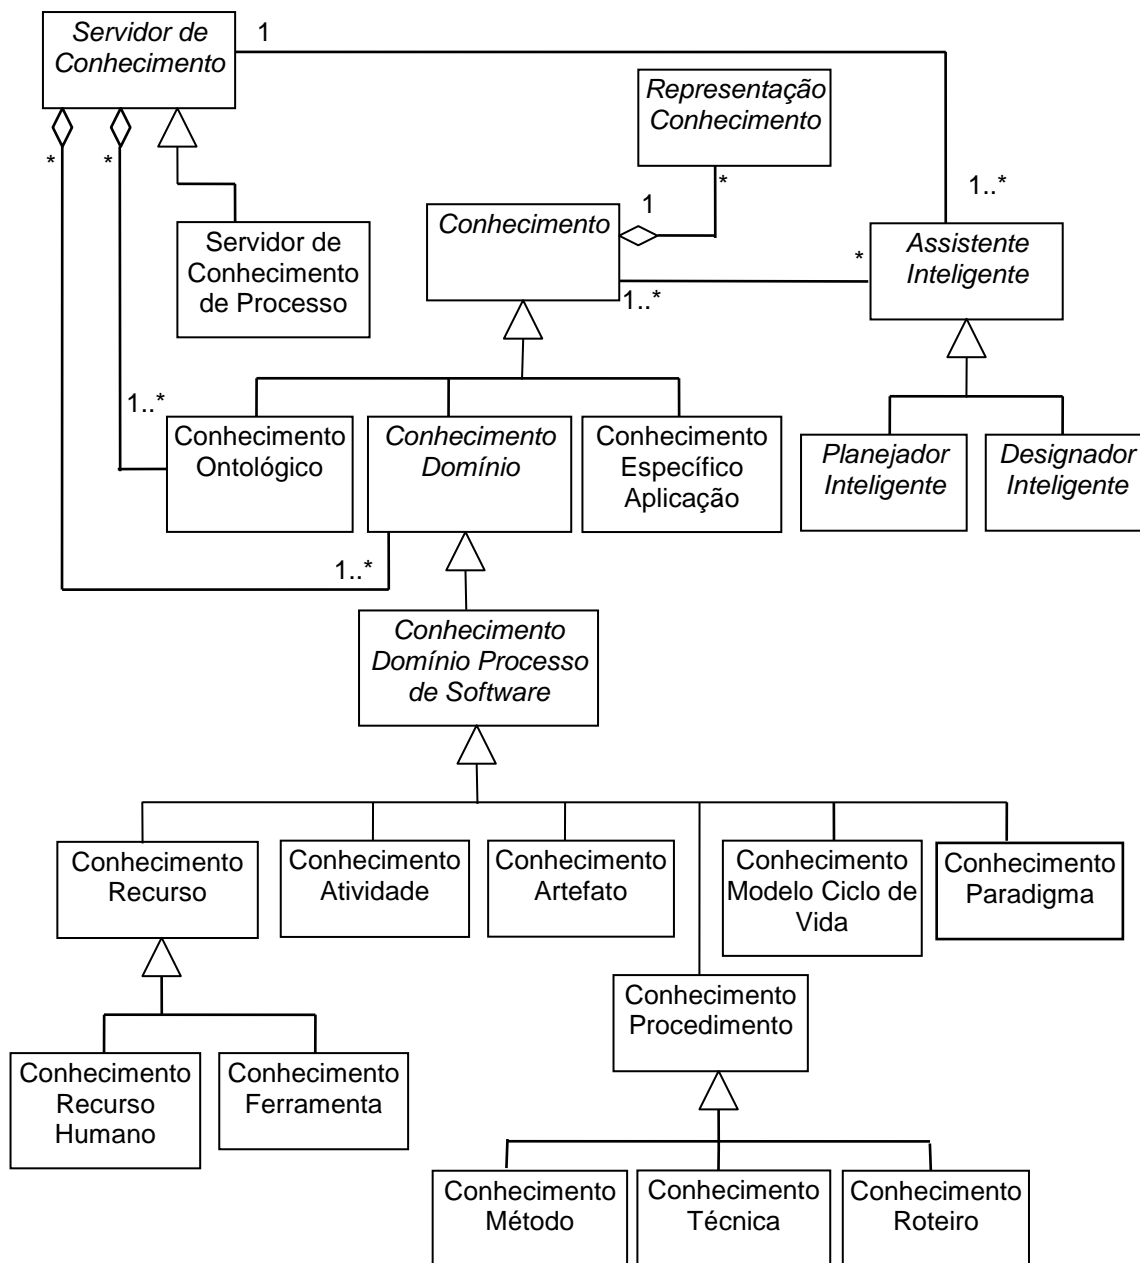 Servidor de
Conhecimento
1
*
*
Representação
Conhecimento
*
1
1..*
Servidor de
Conhecimento
de Processo
Conhecimento
1..*
*
Assistente
Inteligente
1..*
Conhecimento
Ontológico
Conhecimento
Domínio
Conhecimento
Específico
Aplicação
Planejador
Inteligente
Designador
Inteligente
1..*
Conhecimento
Domínio Processo
de Software
Conhecimento
Recurso
Conhecimento
Atividade
Conhecimento
Artefato
Conhecimento
Modelo Ciclo de
Vida
Conhecimento
Paradigma
Conhecimento
Procedimento
Conhecimento
Recurso
Humano
Conhecimento
Ferramenta
Conhecimento
Método
Conhecimento
Técnica
Conhecimento
Roteiro